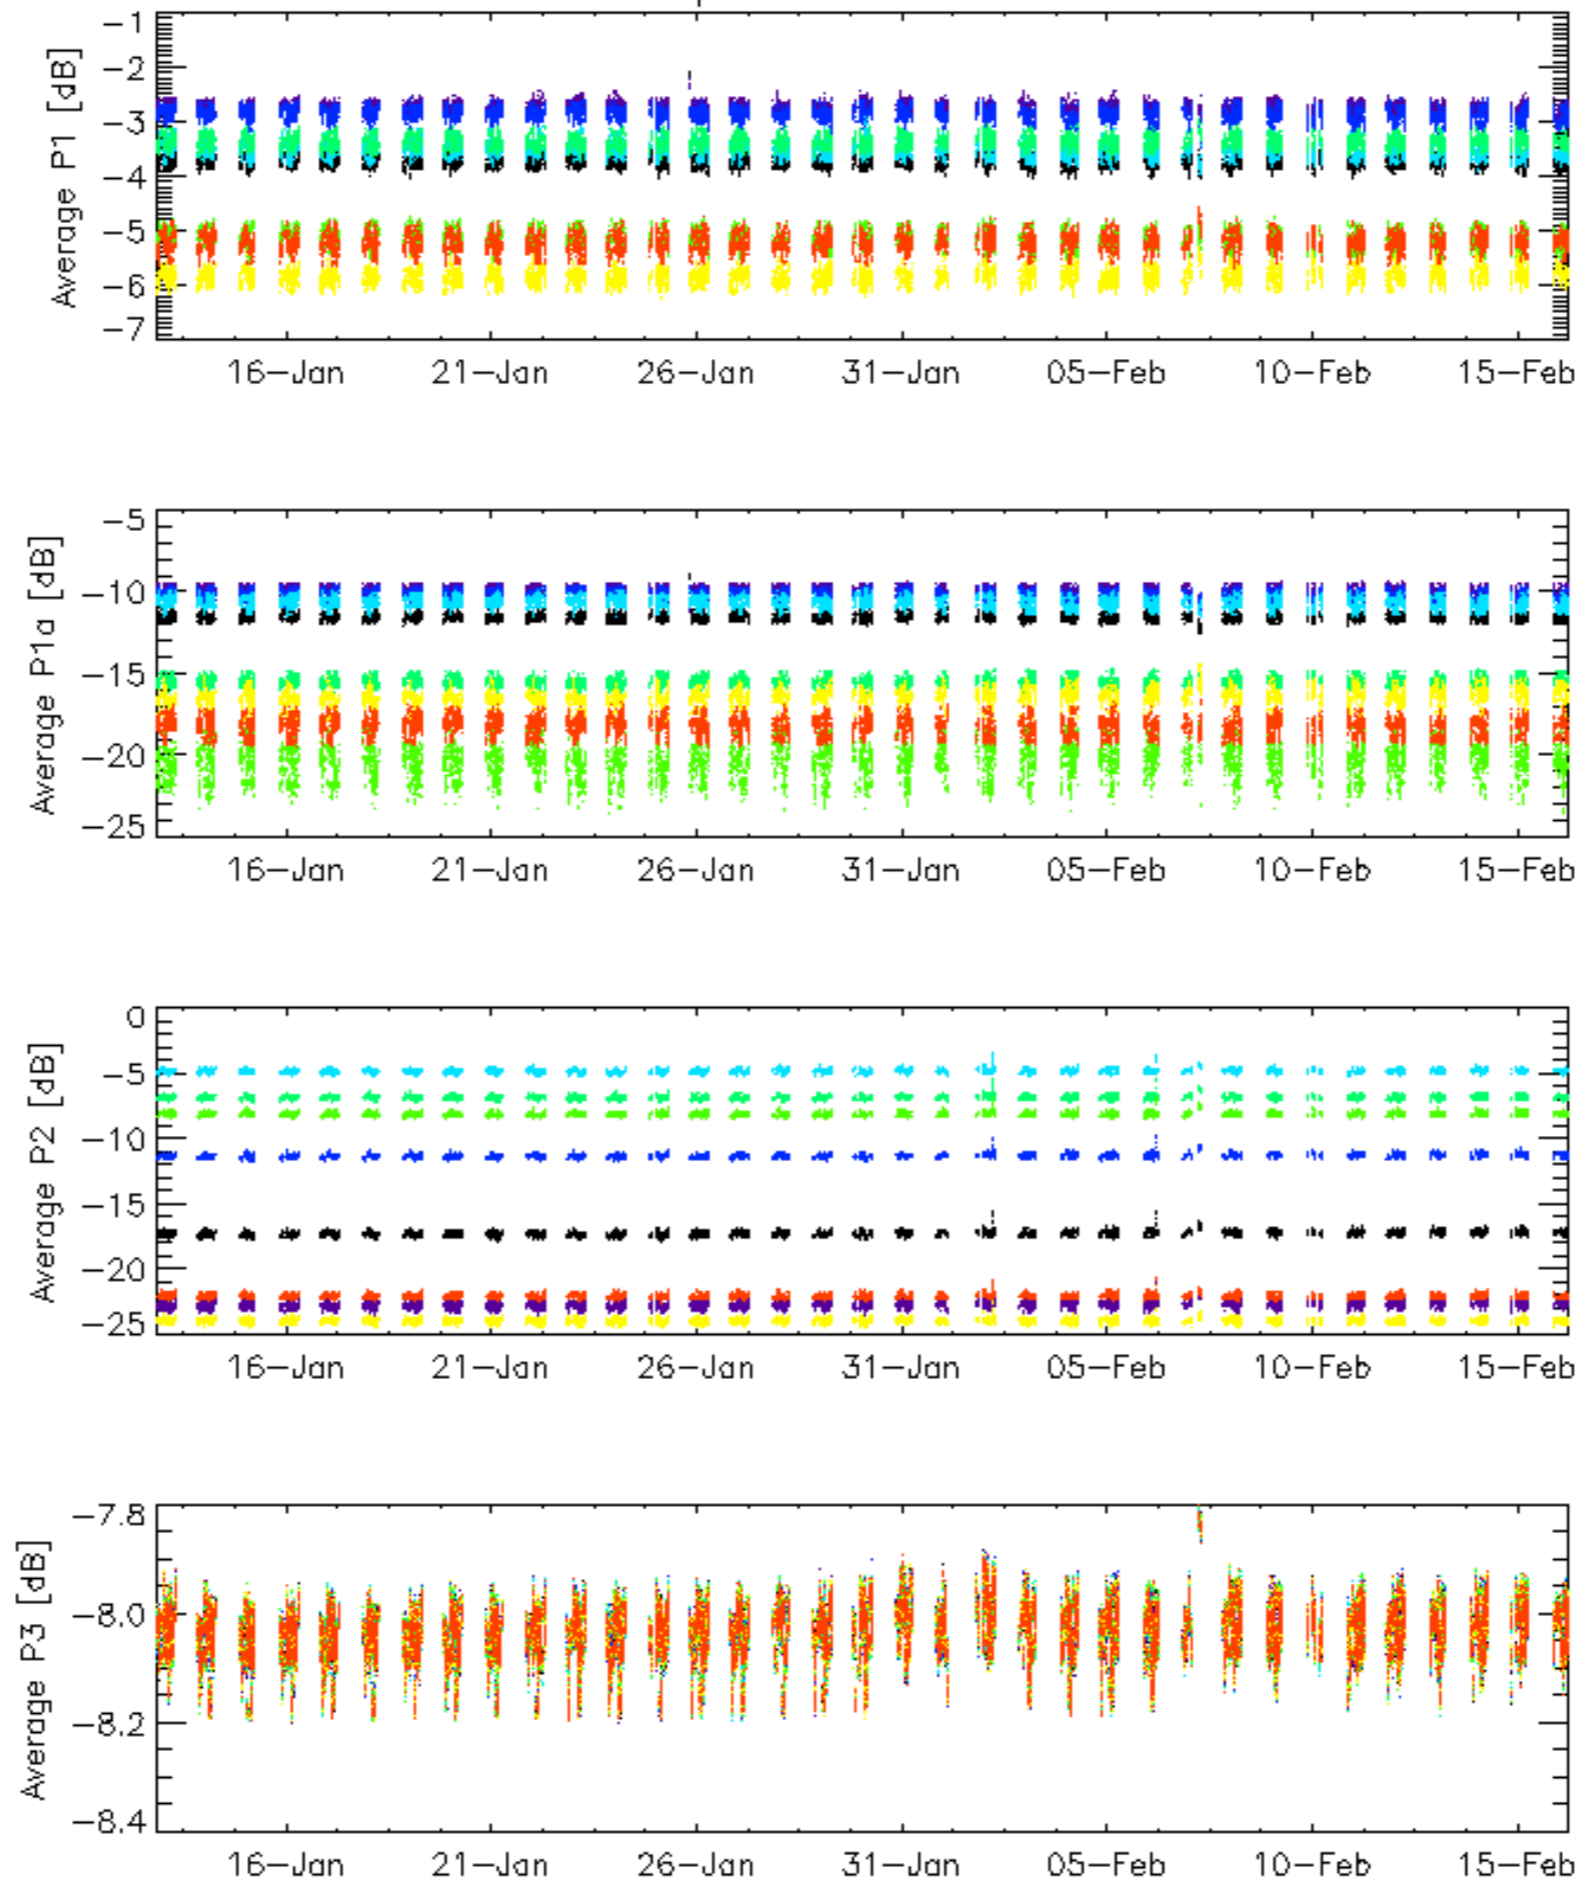 -1
-2
-3
-4
-5
-6
-7
Average P1 [dB]
16-Jan 21-Jan 26-Jan 31-Jan 05-Feb 10-Feb 15-Feb
-5
-10
-15
-20
-25
Average P1a [dB]
16-Jan 21-Jan 26-Jan 31-Jan 05-Feb 10-Feb 15-Feb
0
-5
-10
-15
-20
-25
Average P2 [dB]
16-Jan 21-Jan 26-Jan 31-Jan 05-Feb 10-Feb 15-Feb
-7.8
-8.0
-8.2
-8.4
Average P3 [dB]
16-Jan 21-Jan 26-Jan 31-Jan 05-Feb 10-Feb 15-Feb